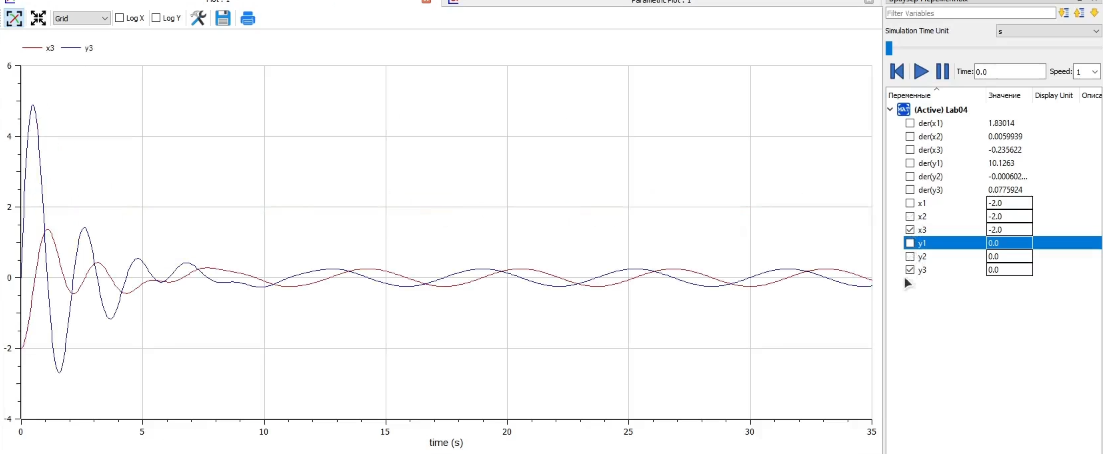 Plot : 1
Parametric Plot : 1
Grid
Log X
Log Y
x3
y3
6
4
2
0
-2
-4
0
5
10
15
20
25
30
35
time (s)
Filter Variables
Simulation Time Unit
s
Time: 0.0
Speed: 1
Переменные Значение Display Unit Описа
(Active) Lab04
der(x1) 1.83014
der(x2) 0.0059939
der(x3) -0.235622
der(y1) 10.1263
der(y2) -0.000602...
der(y3) 0.0775924
x1 -2.0
x2 -2.0
x3 -2.0
y1 0.0
y2 0.0
y3 0.0